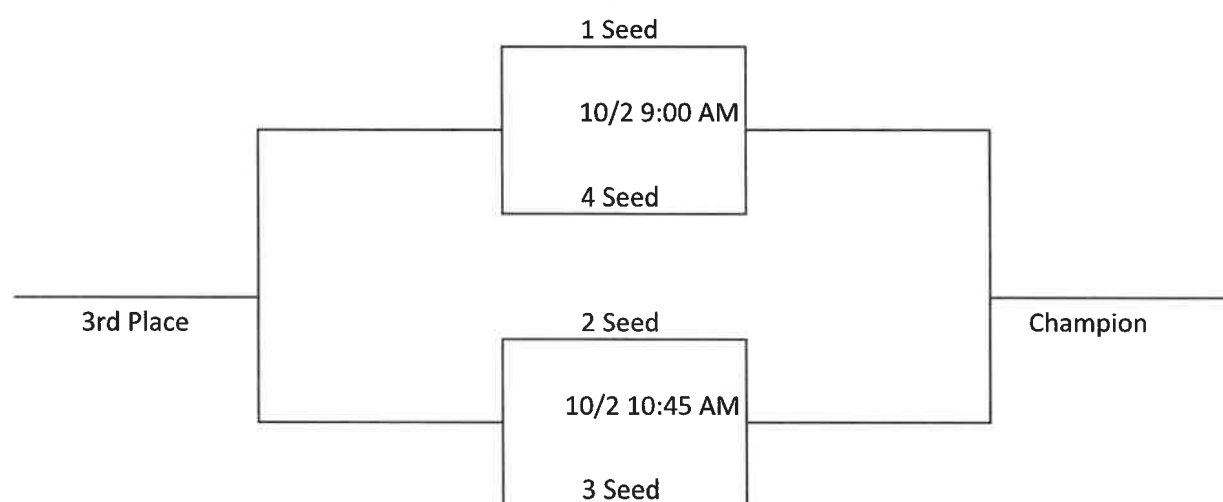 1 Seed
10/2 9:00 AM
4 Seed
3rd Place
2 Seed
Champion
10/2 10:45 AM
3 Seed